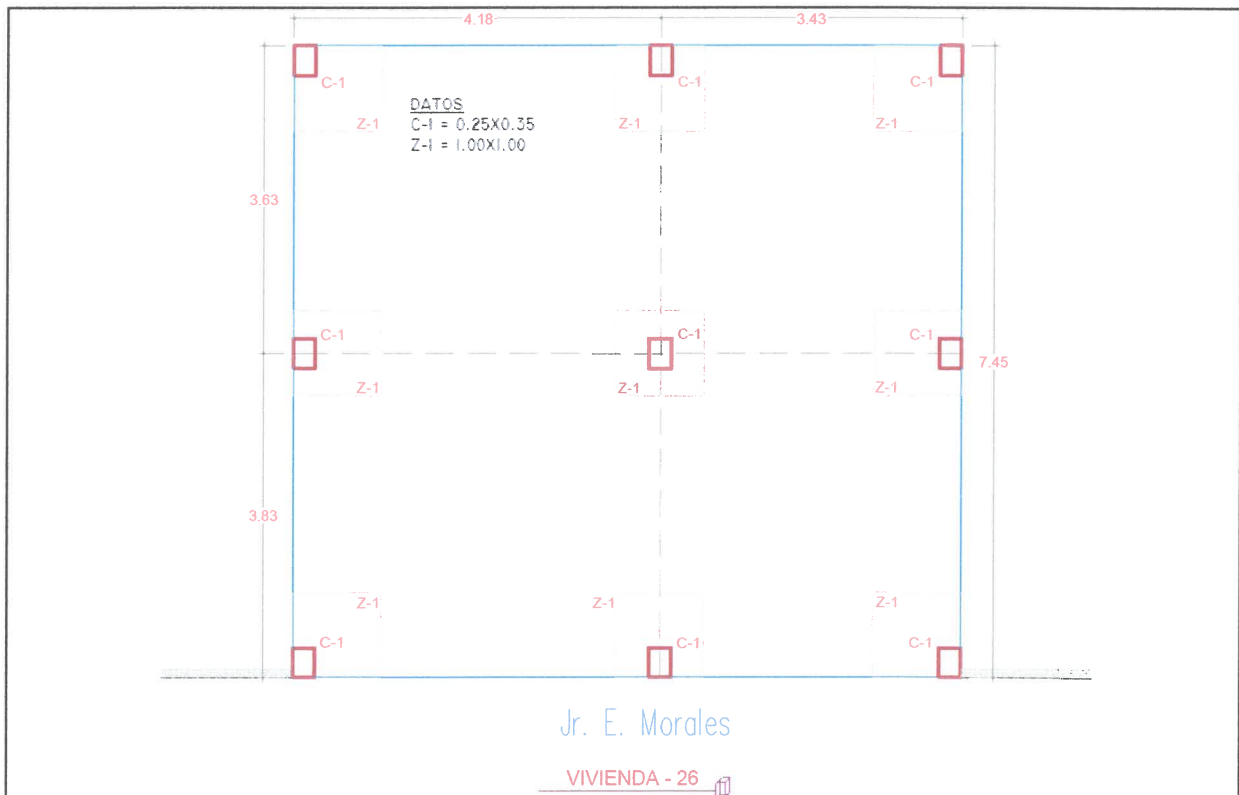 4.18
3.43
C-1
C-1
C-1
DATOS
C-1 = 0.25X0.35
Z-1 = 1.00X1.00
Z-1
Z-1
Z-1
3.63
C-1
C-1
C-1
7.45
Z-1
Z-1
Z-1
3.83
Z-1
Z-1
Z-1
C-1
C-1
C-1
Jr. E. Morales
VIVIENDA - 26